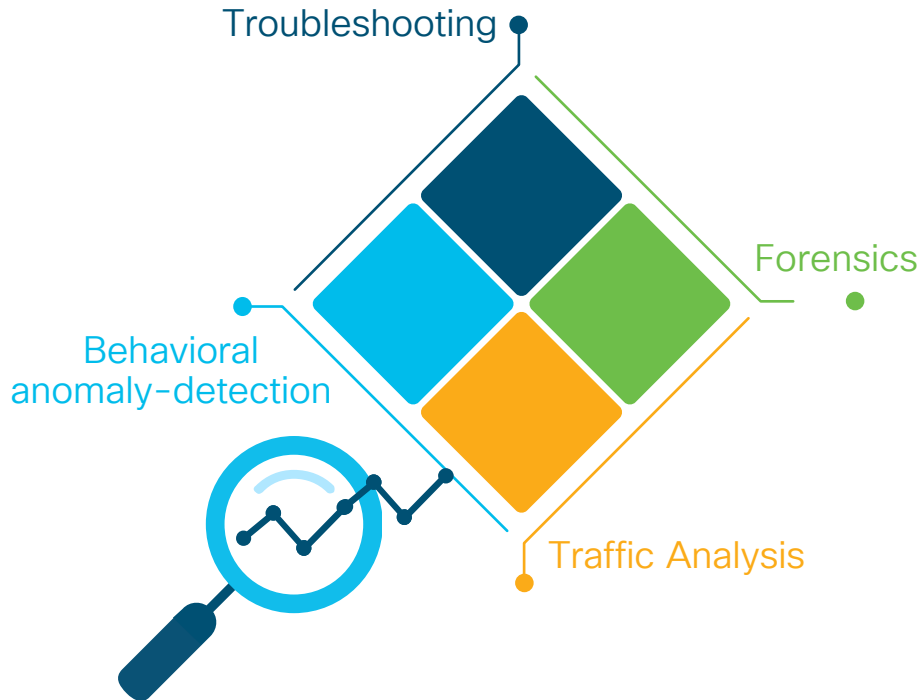 Troubleshooting
Forensics
Behavioral
anomaly-detection
Traffic Analysis